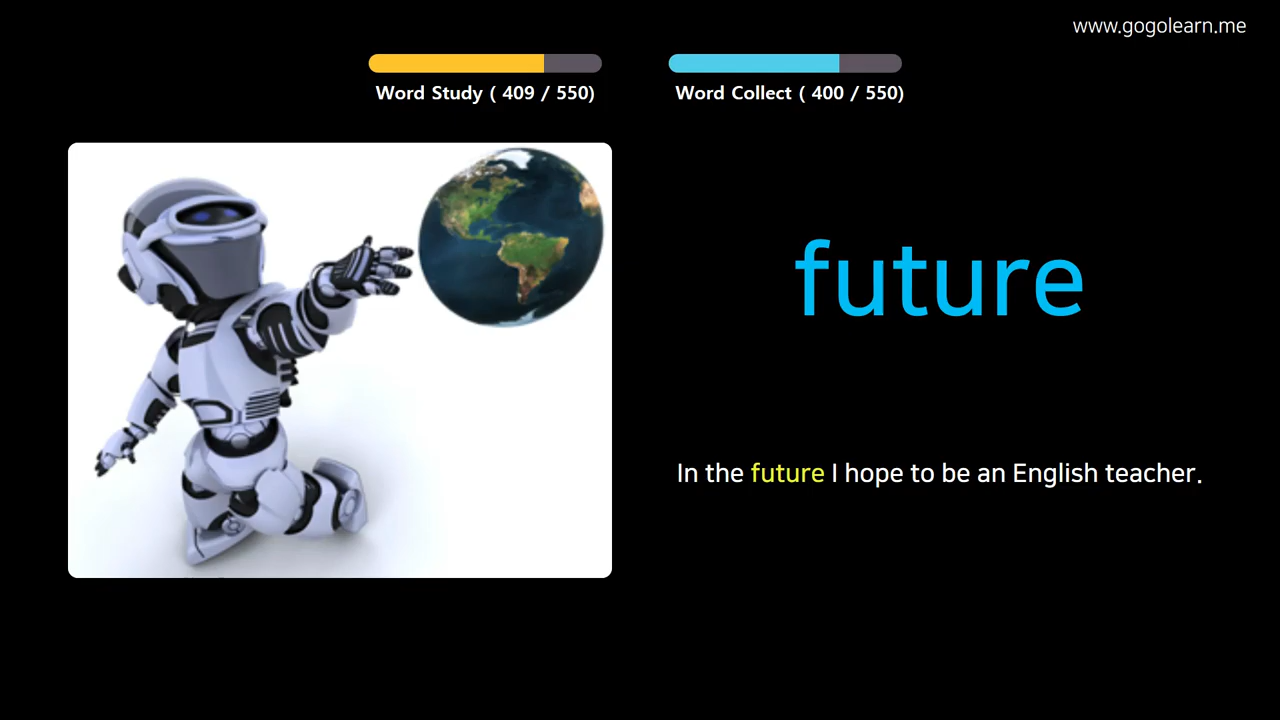 www.gogolearn.me
Word Study ( 409 / 550)
Word Collect ( 400 / 550)
future
In the future I hope to be an English teacher.